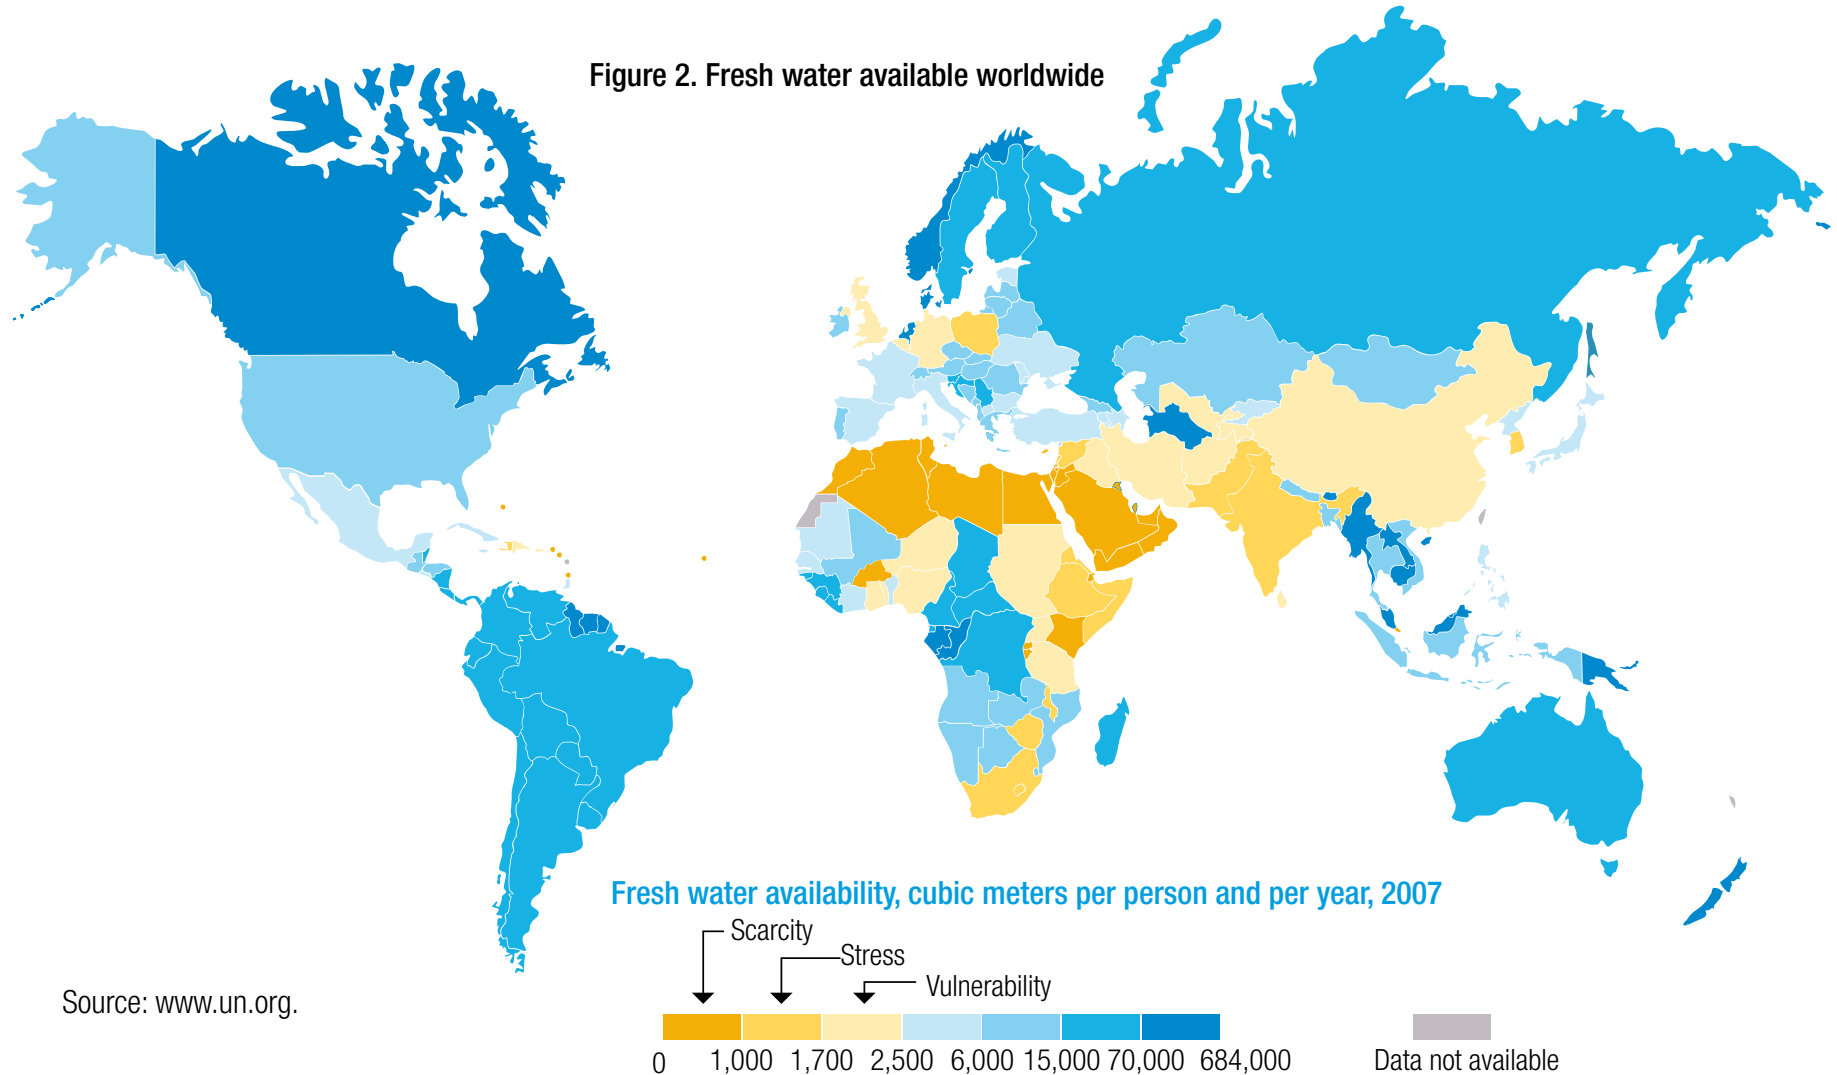 Figure 2. Fresh water available worldwide
Fresh water availability, cubic meters per person and per year, 2007
Scarcity
Stress
Vulnerability
Source: www.un.org.
0 1,000 1,700 2,500 6,000 15,000 70,000 684,000
Data not available